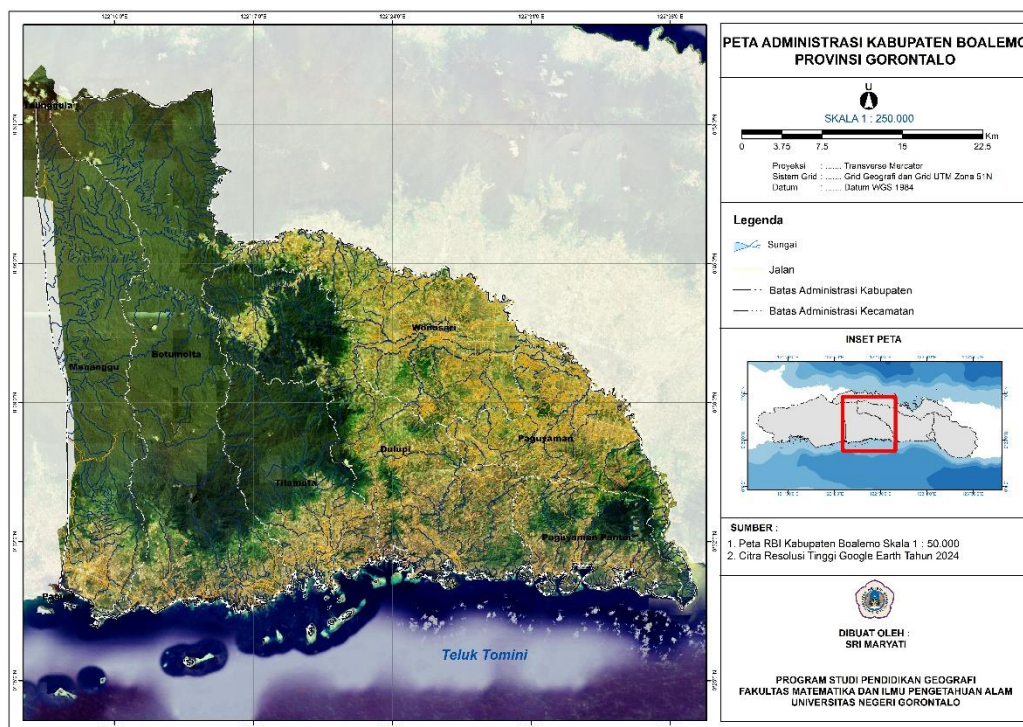 PETA ADMINISTRASI KABUPATEN BOALEMO
PROVINSI GORONTALO
U
SKALA 1 : 250.000
0 3.75 7.5 15 22.5 Km
Proyeksi : ....... Transverse Mercator
Sistem Grid : ....... Grid Geografi dan Grid UTM Zona 51N
Datum : ....... Datum WGS 1984
Legenda
Sungai
Jalan
Batas Administrasi Kabupaten
Batas Administrasi Kecamatan
INSET PETA
SUMBER :
1. Peta RBI Kabupaten Boalemo Skala 1 : 50.000
2. Citra Resolusi Tinggi Google Earth Tahun 2024
DIBUAT OLEH :
SRI MARYATI
PROGRAM STUDI PENDIDIKAN GEOGRAFI
FAKULTAS MATEMATIKA DAN ILMU PENGETAHUAN ALAM
UNIVERSITAS NEGERI GORONTALO
Wonosari
Botumoita
Mananggu
Paguyaman
Dulupi
Tilamuta
Paguyaman Pantai
Teluk Tomini